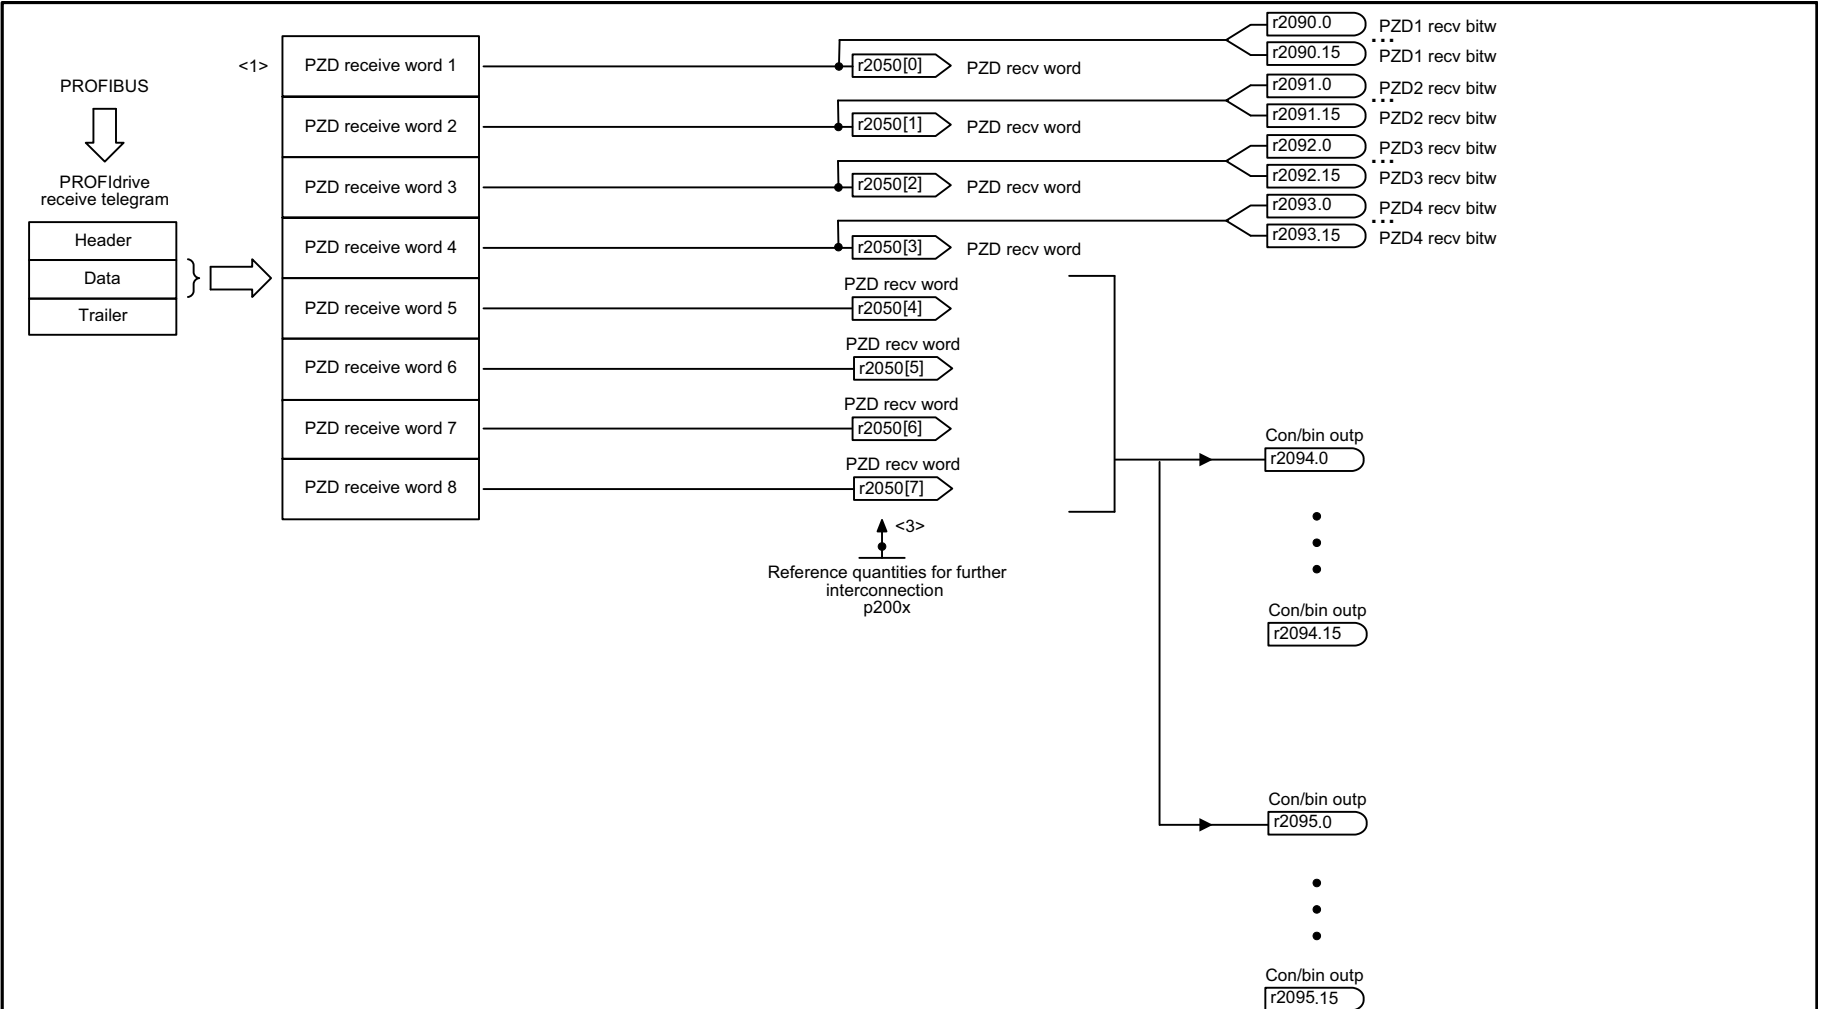 PROFIBUS
PROFIdrive
receive telegram
Header
Data
Trailer
<1>
PZD receive word 1
PZD receive word 2
PZD receive word 3
PZD receive word 4
PZD receive word 5
PZD receive word 6
PZD receive word 7
PZD receive word 8
r2050[0] PZD recv word
r2050[1] PZD recv word
r2050[2] PZD recv word
r2050[3] PZD recv word
PZD recv word
r2050[4]
PZD recv word
r2050[5]
PZD recv word
r2050[6]
PZD recv word
r2050[7]
<3>
Reference quantities for further
interconnection
p200x
r2090.0 PZD1 recv bitw
...
r2090.15 PZD1 recv bitw
r2091.0 PZD2 recv bitw
...
r2091.15 PZD2 recv bitw
r2092.0 PZD3 recv bitw
...
r2092.15 PZD3 recv bitw
r2093.0 PZD4 recv bitw
...
r2093.15 PZD4 recv bitw
Con/bin outp
r2094.0
Con/bin outp
r2094.15
Con/bin outp
r2095.0
Con/bin outp
r2095.15